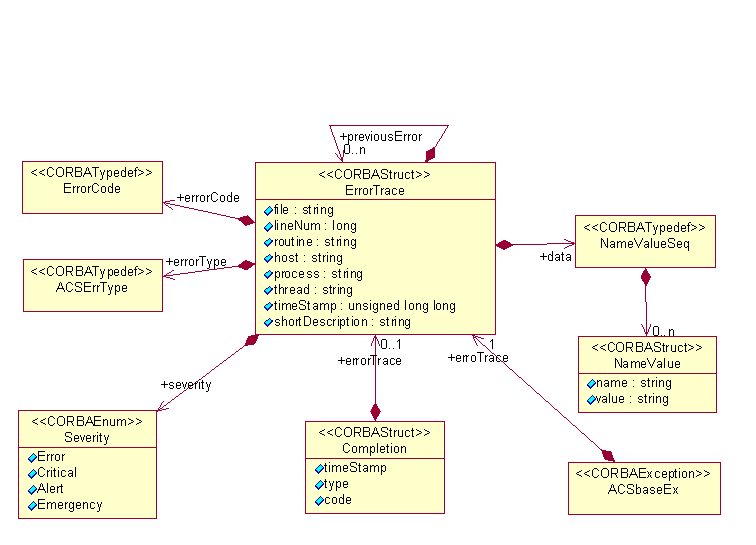 +previousError
0..n
<<CORBATypedef>>
ErrorCode
+errorCode
<<CORBAStruct>>
ErrorTrace
file : string
lineNum : long
routine : string
host : string
process : string
thread : string
timeStamp : unsigned long long
shortDescription : string
<<CORBATypedef>>
ACSErrType
+errorType
<<CORBATypedef>>
NameValueSeq
+data
0..n
<<CORBAStruct>>
NameValue
name : string
value : string
+severity
0..1
+errorTrace
1
+erroTrace
<<CORBAEnum>>
Severity
Error
Critical
Alert
Emergency
<<CORBAStruct>>
Completion
timeStamp
type
code
<<CORBAException>>
ACSbaseEx